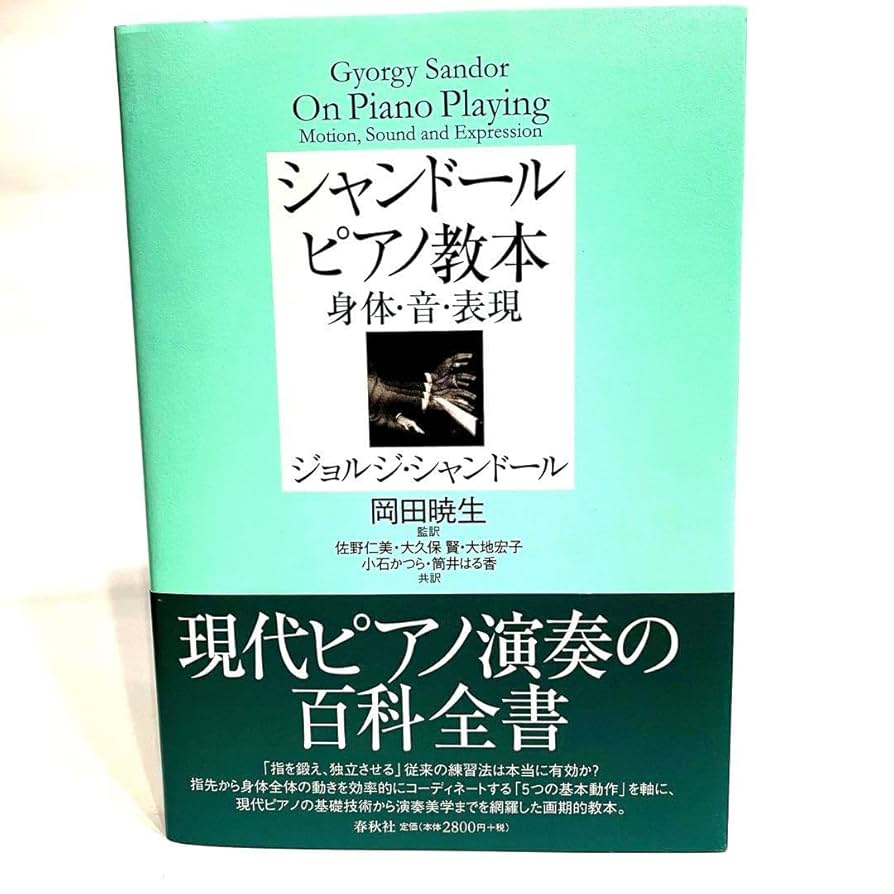 Gyorgy Sandor
On Piano Playing
Motion, Sound and Expression
シャンドール
ピアノ教本
身体・音・表現
ジョルジ・シャンドール
岡田暁生
監訳
佐野仁美・大久保 賢・大地宏子
小石かつら・筒井はる香
共訳
現代ピアノ演奏の
百科全書
「指を鍛え、独立させる」従来の練習法は本当に有効か?
指先から身体全体の動きを効率的にコーディネートする「5つの基本動作」を軸に、
現代ピアノの基礎技術から演奏美学までを網羅した画期的教本。
春秋社 定価(本体2800円+税)